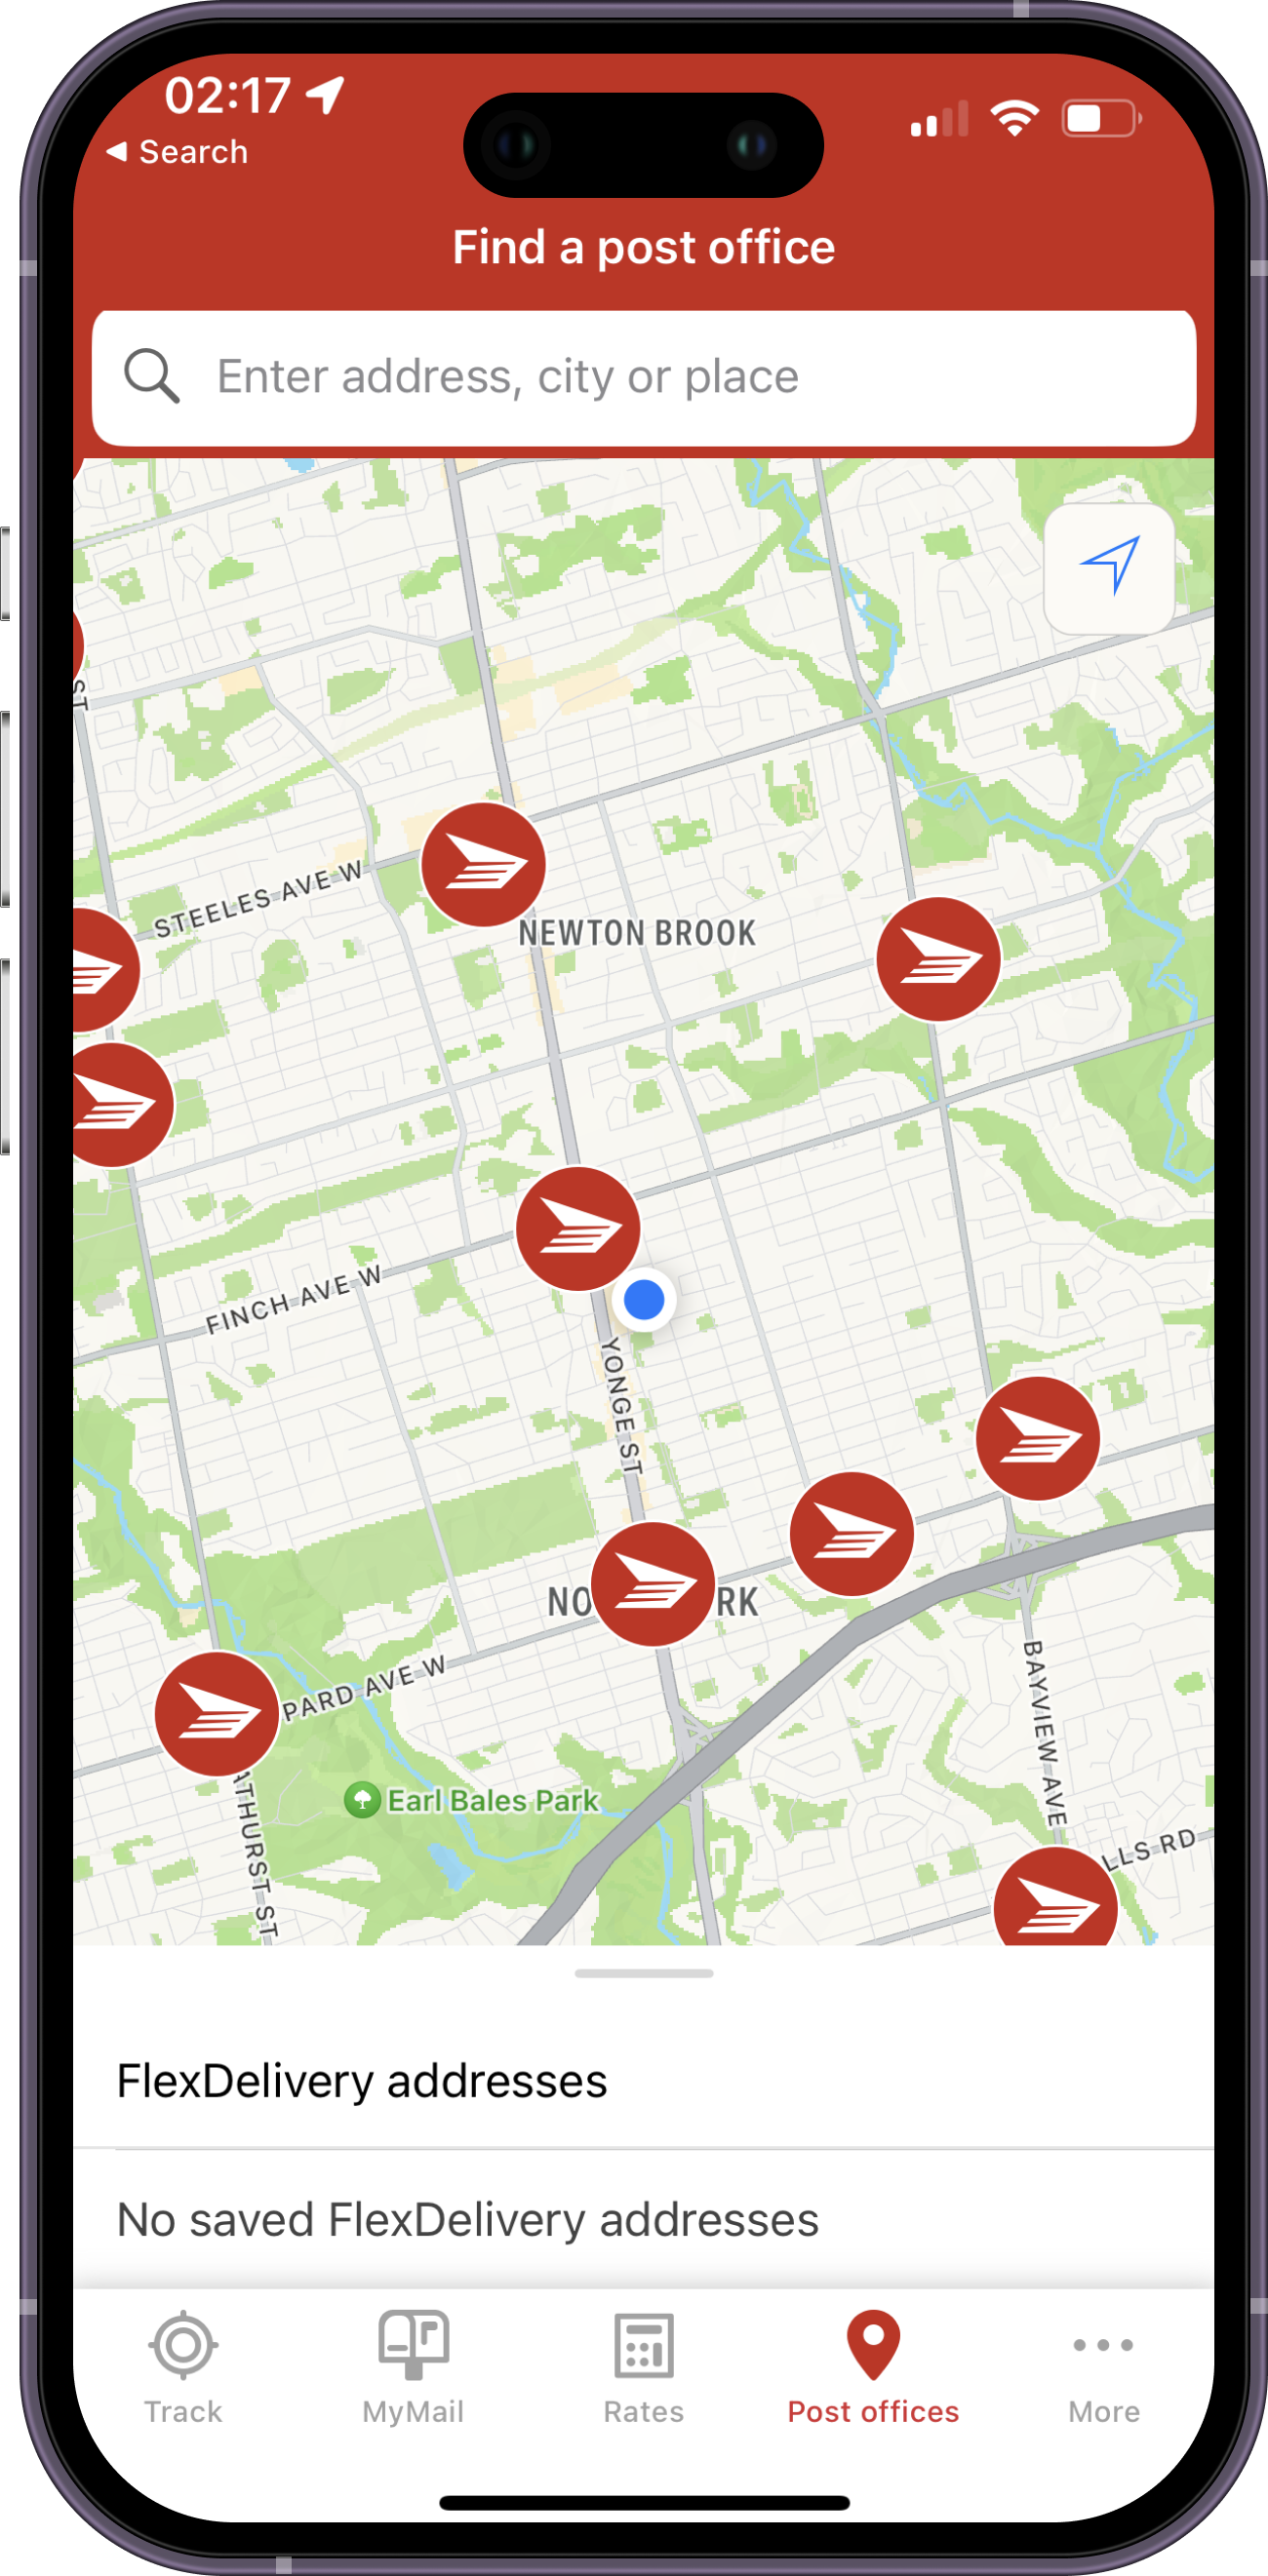 02:17
Search
Find a post office
Enter address, city or place
ST
STEELES AVE W
NEWTON BROOK
FINCH AVE W
YONGE ST
NO RK
PARD AVE W
ATHURST ST
Earl Bales Park
BAYVIEW AVE
LLS RD
FlexDelivery addresses
No saved FlexDelivery addresses
Track
MyMail
Rates
Post offices
More